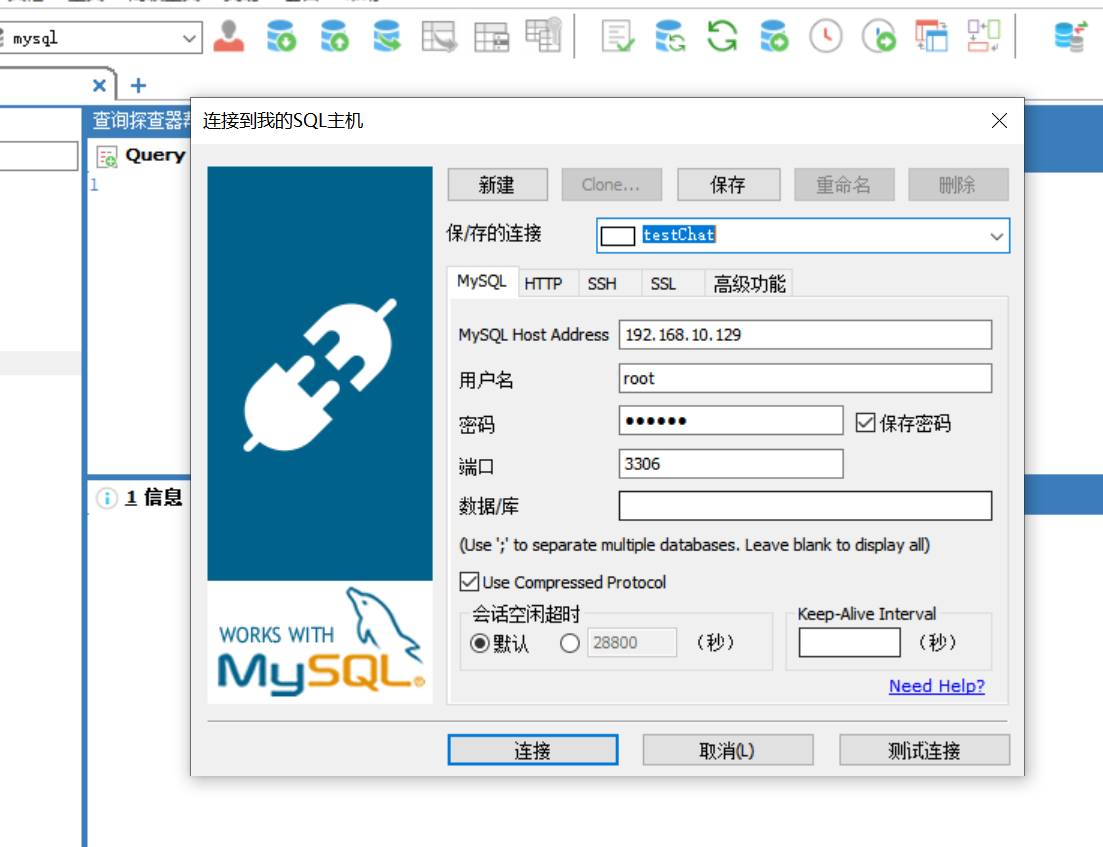 mysql
查询探查器
Query
1
1 信息
连接到我的SQL主机
新建
Clone...
保存
重命名
删除
保/存的连接
testChat
MySQL
HTTP
SSH
SSL
高级功能
MySQL Host Address
192.168.10.129
用户名
root
密码
••••••
保存密码
端口
3306
数据/库
(Use ';' to separate multiple databases. Leave blank to display all)
Use Compressed Protocol
会话空闲超时
默认
28800
(秒)
Keep-Alive Interval
(秒)
Need Help?
WORKS WITH
MySQL®
连接
取消(L)
测试连接